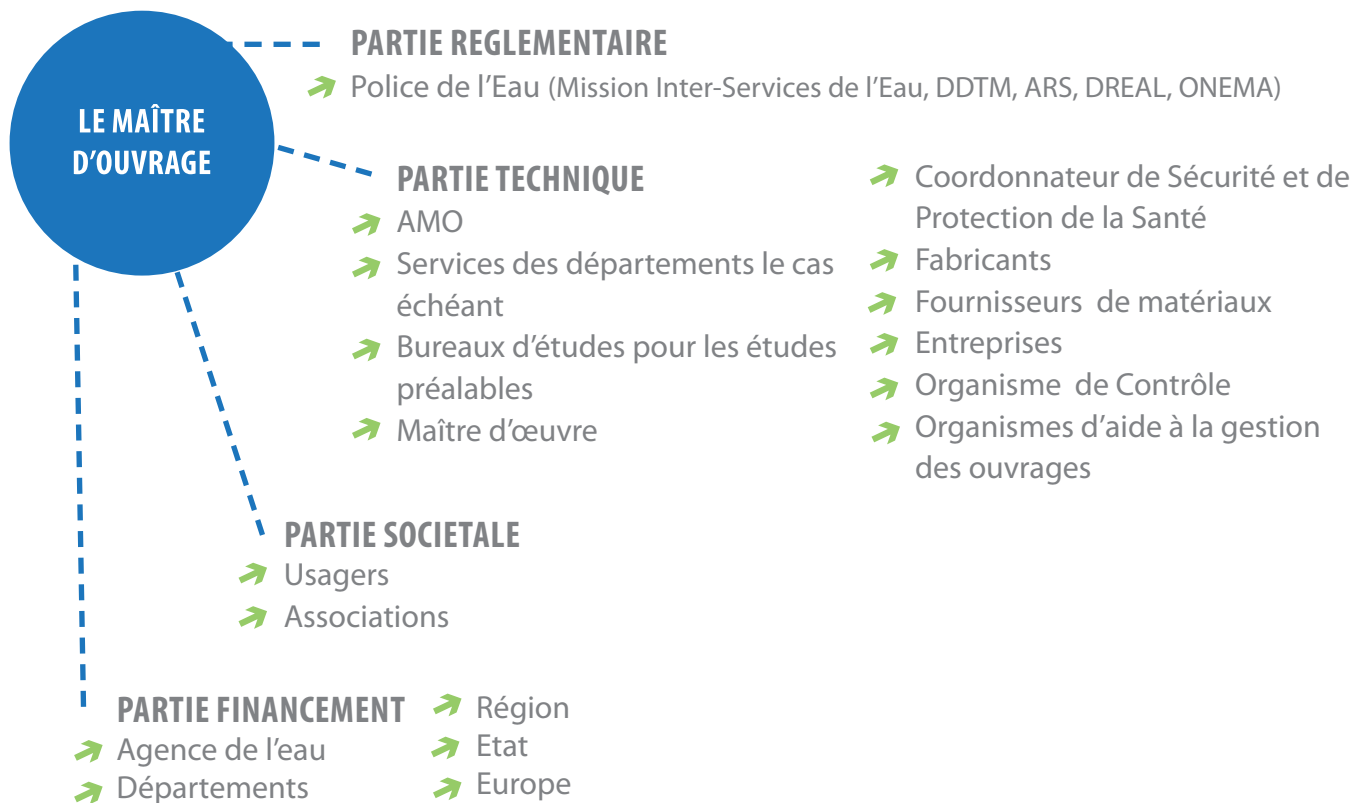 LE MAÎTRE
D'OUVRAGE
PARTIE REGLEMENTAIRE
Police de l'Eau (Mission Inter-Services de l'Eau, DDTM, ARS, DREAL, ONEMA)
PARTIE TECHNIQUE
AMO
Services des départements le cas
échéant
Bureaux d'études pour les études
préalables
Maître d'œuvre
Coordonnateur de Sécurité et de
Protection de la Santé
Fabricants
Fournisseurs de matériaux
Entreprises
Organisme de Contrôle
Organismes d'aide à la gestion
des ouvrages
PARTIE SOCIETALE
Usagers
Associations
PARTIE FINANCEMENT
Agence de l'eau
Départements
Région
Etat
Europe